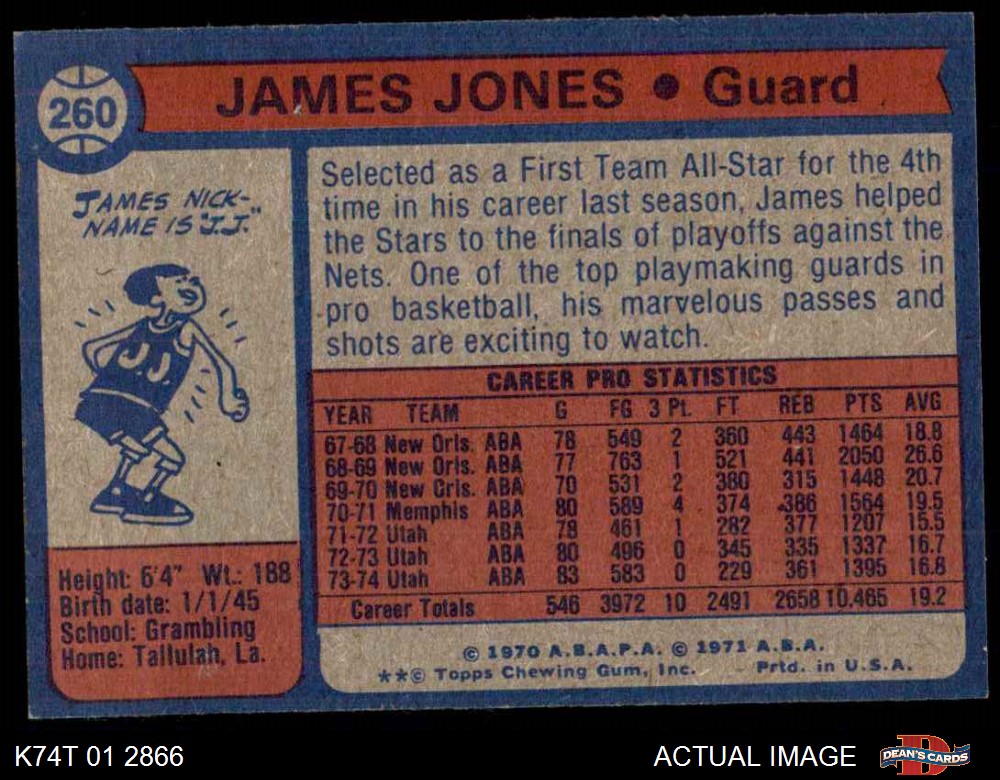 260
JAMES JONES • Guard
JAMES NICK-
NAME IS "J.J."
J.J.
Height: 6'4" Wt.: 188
Birth date: 1/1/45
School: Grambling
Home: Tallulah, La.
Selected as a First Team All-Star for the 4th
time in his career last season, James helped
the Stars to the finals of playoffs against the
Nets. One of the top playmaking guards in
pro basketball, his marvelous passes and
shots are exciting to watch.
CAREER PRO STATISTICS
YEAR TEAM G FG 3 Pt. FT REB PTS AVG
67-68 New Orls. ABA 78 549 2 360 443 1464 18.8
68-69 New Orls. ABA 77 763 1 521 441 2050 26.6
69-70 New Orls. ABA 70 531 2 380 315 1448 20.7
70-71 Memphis ABA 80 589 4 374 386 1564 19.5
71-72 Utah ABA 78 461 1 282 377 1207 15.5
72-73 Utah ABA 80 496 0 345 335 1337 16.7
73-74 Utah ABA 83 583 0 229 361 1395 16.8
Career Totals 546 3972 10 2491 2658 10,465 19.2
© 1970 A.B.A.P.A. © 1971 A.B.A.
**© Topps Chewing Gum, Inc. Prtd. in U.S.A.
K74T 01 2866
ACTUAL IMAGE
D
DEAN'S CARDS